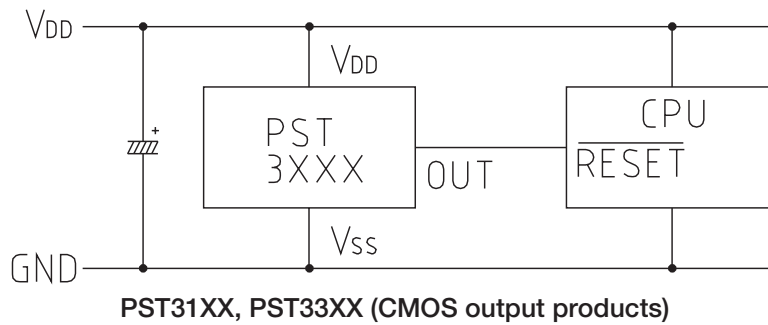 VDD
VDD
+
PST
3XXX
OUT
CPU
RESET
VSS
GND
PST31XX, PST33XX (CMOS output products)